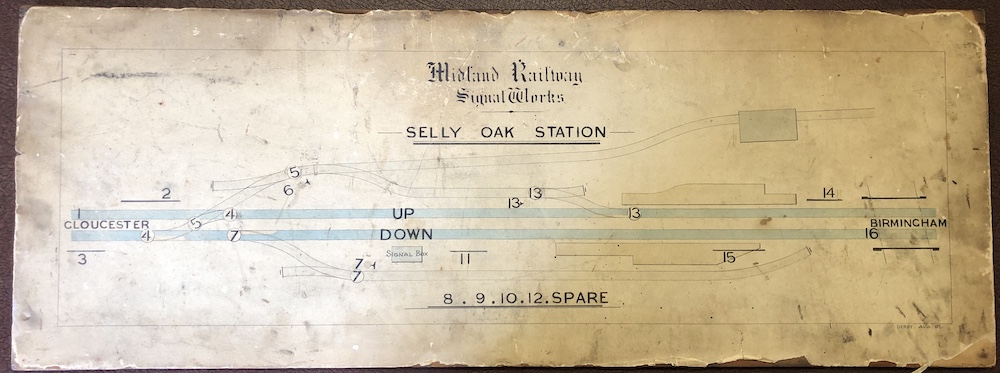 Midland Railway
Signal Works
SELLY OAK STATION
5
6
2
13
14
13
1
5
4
UP
13
GLOUCESTER
BIRMINGHAM
4
7
DOWN
16
3
7
SIGNAL BOX
11
15
7
8.9.10.12.SPARE
DERBY